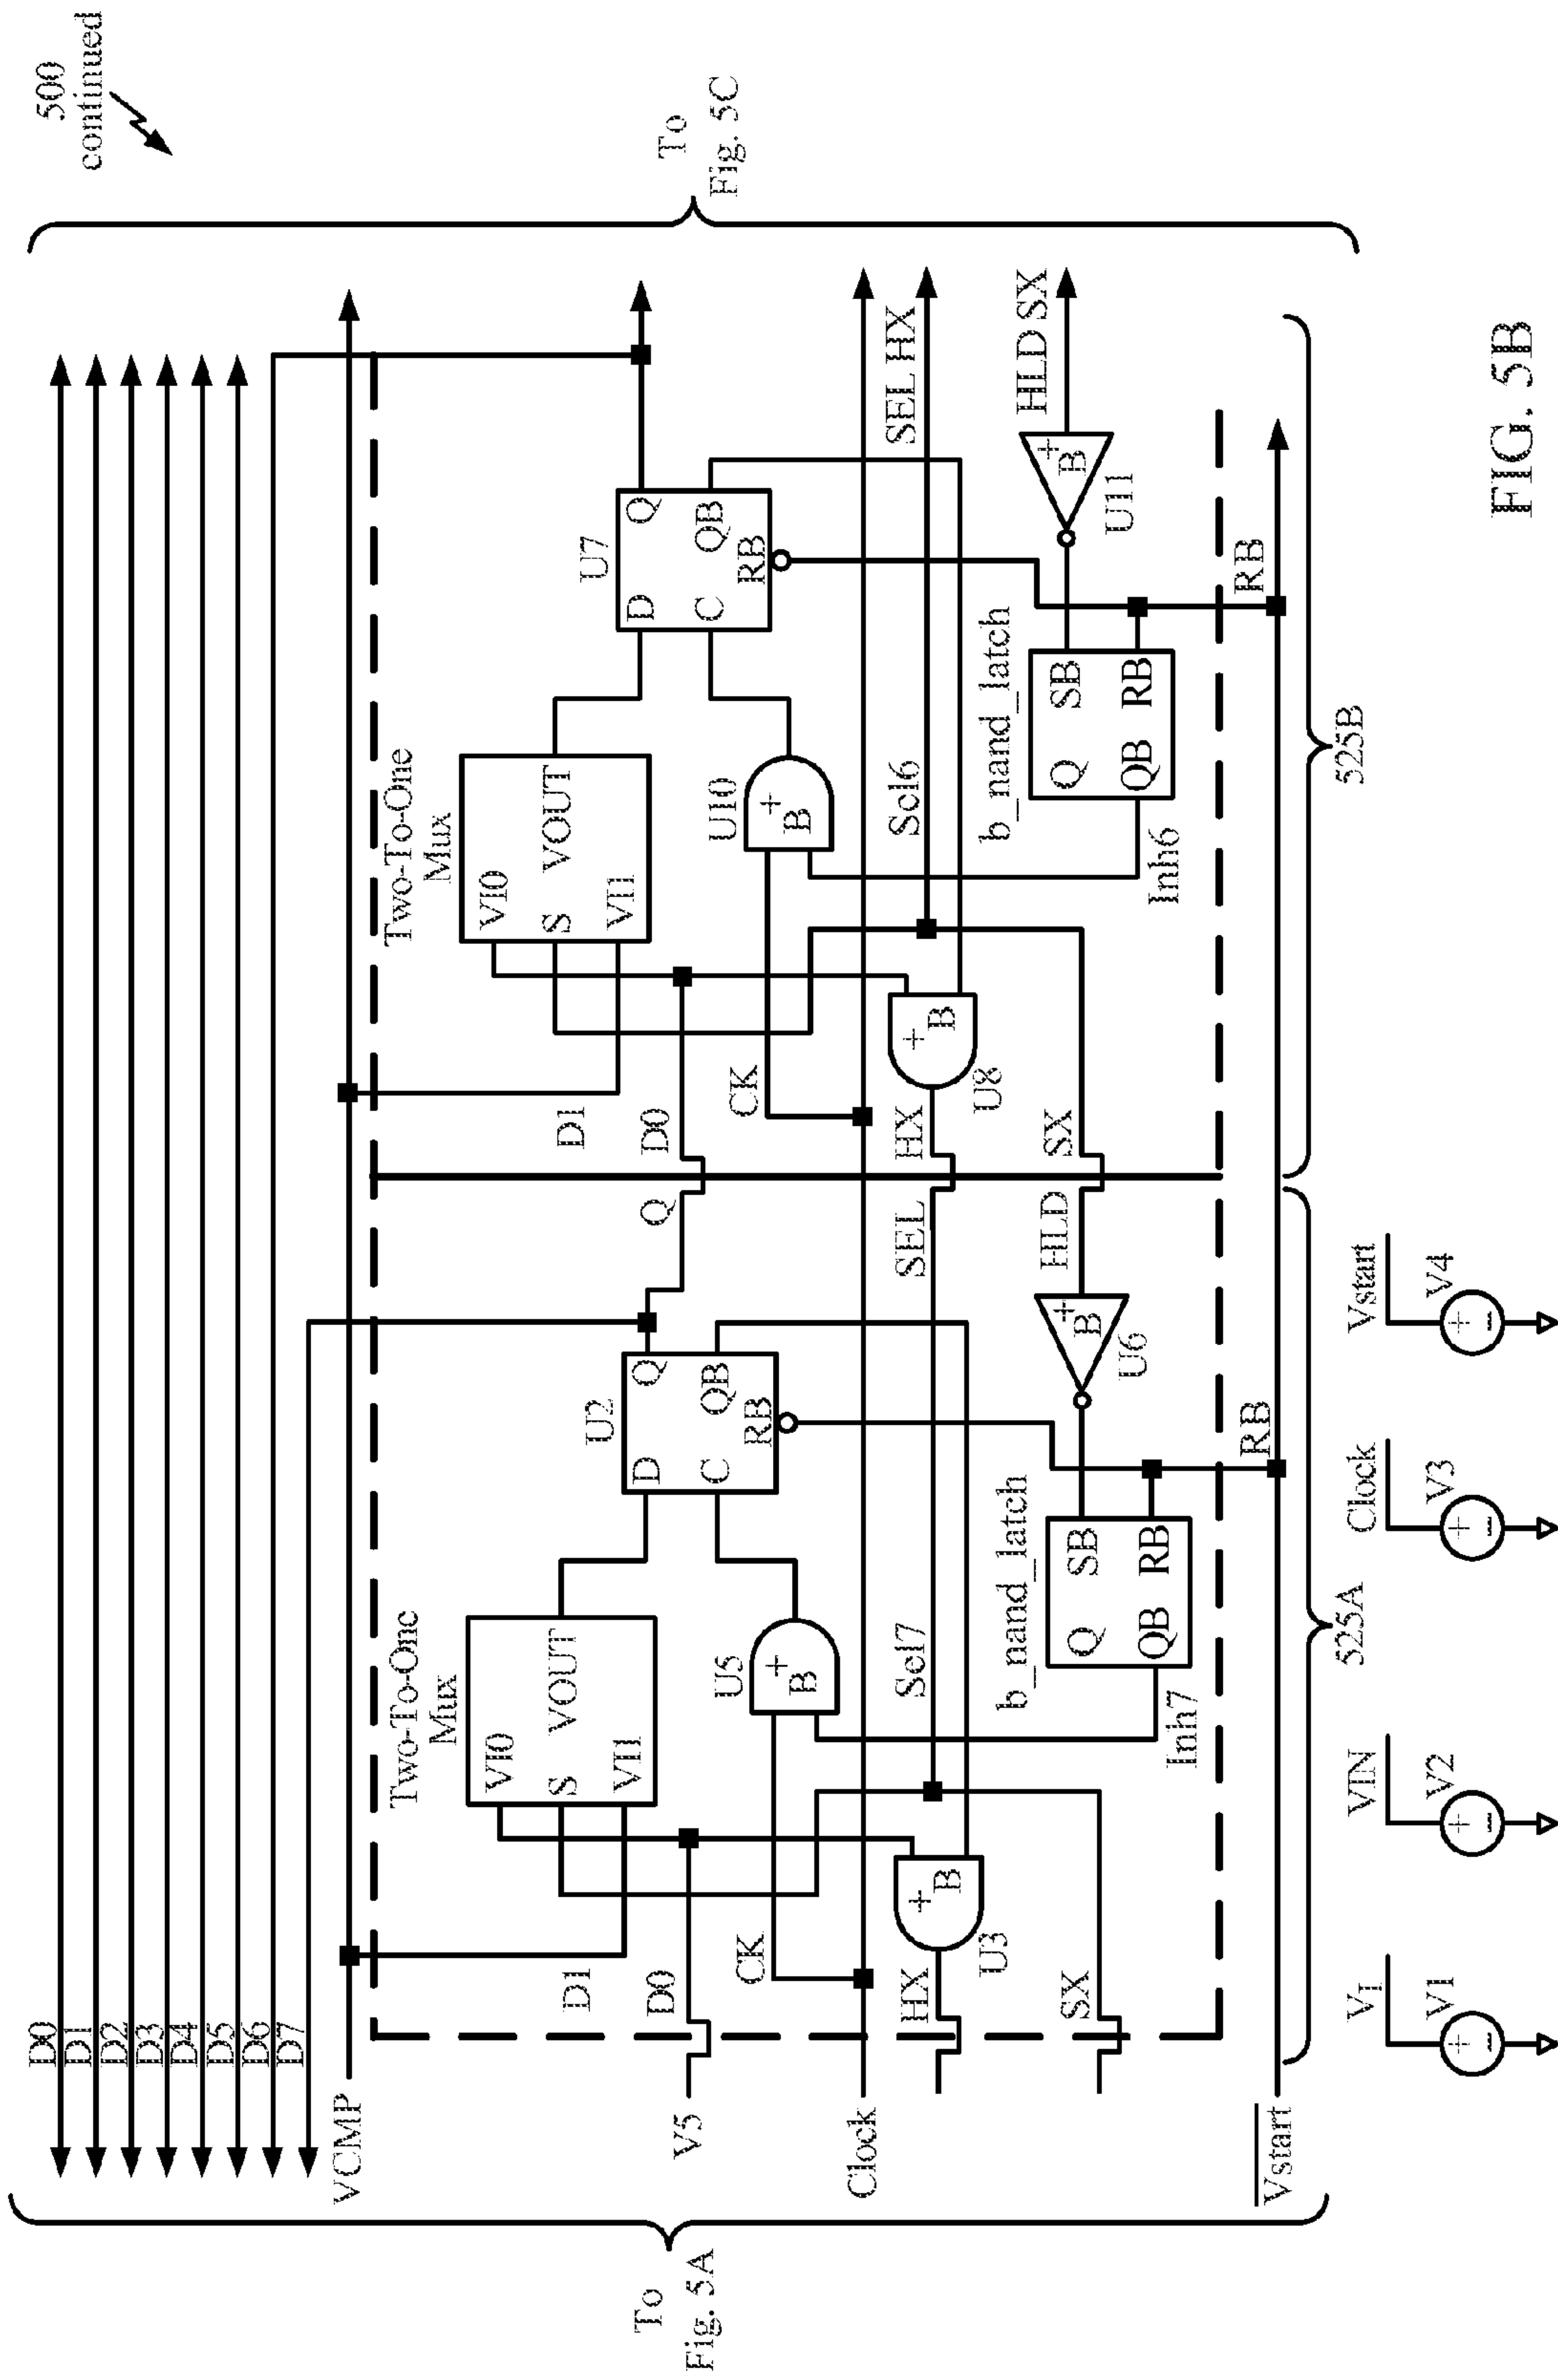 500
continued
To
Fig. 5A
To
Fig. 5C
D0
D1
D2
D3
D4
D5
D6
D7
VCMP
Two-To-One
Mux
VI0
S VOUT
VI1
D1
D0
V5
U2
D Q
C QB
RB
Q
CK
U5
+
B
Clock
HX
U3
+
B
Sel7
SEL
SX
b_nand_latch
Q SB
QB RB
Inh7
U6
+
B
HLD
RB
Vstart
525A
Two-To-One
Mux
VI0
S VOUT
VI1
D1
D0
U7
D Q
C QB
RB
CK
U10
+
B
HX
U8
+
B
Sel6
SEL HX
SX
b_nand_latch
Q SB
QB RB
Inh6
U11
+
B
HLD SX
RB
525B
VI
V1
+
-
VIN
V2
+
-
Clock
V3
+
-
Vstart
V4
+
-
FIG. 5B